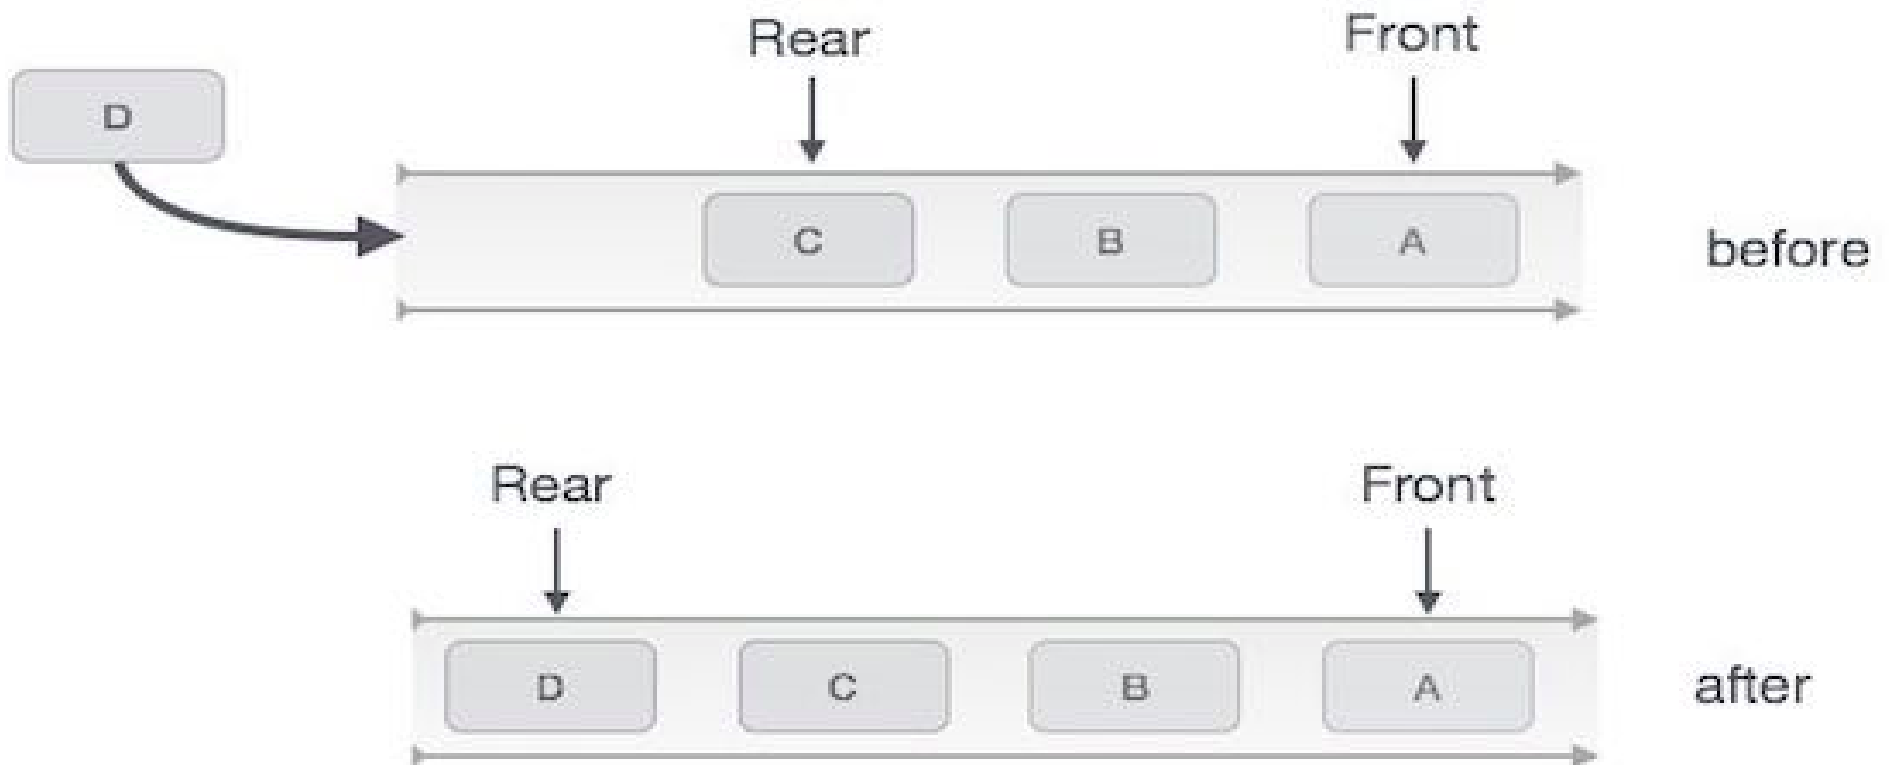 Rear Front
D
C B A
before
Rear Front
D C B A
after